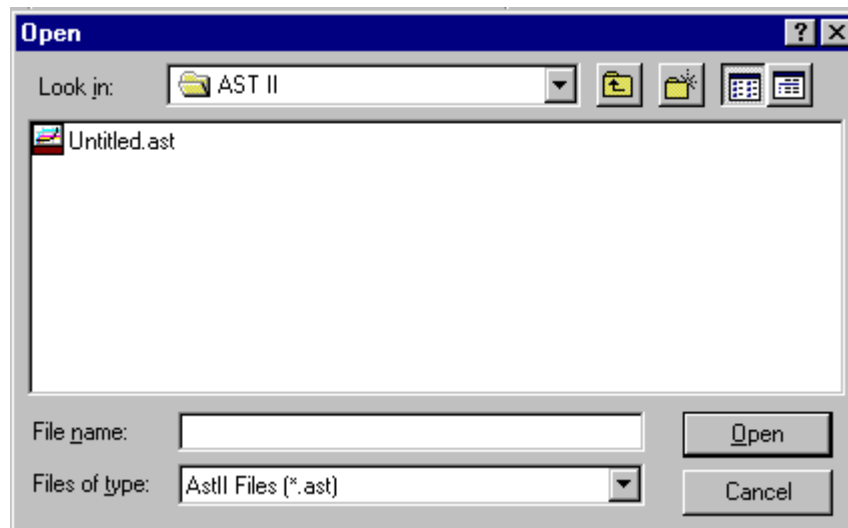 Open
Look in: AST II
Untitled.ast
File name: Open
Files of type: AstII Files (*.ast) Cancel